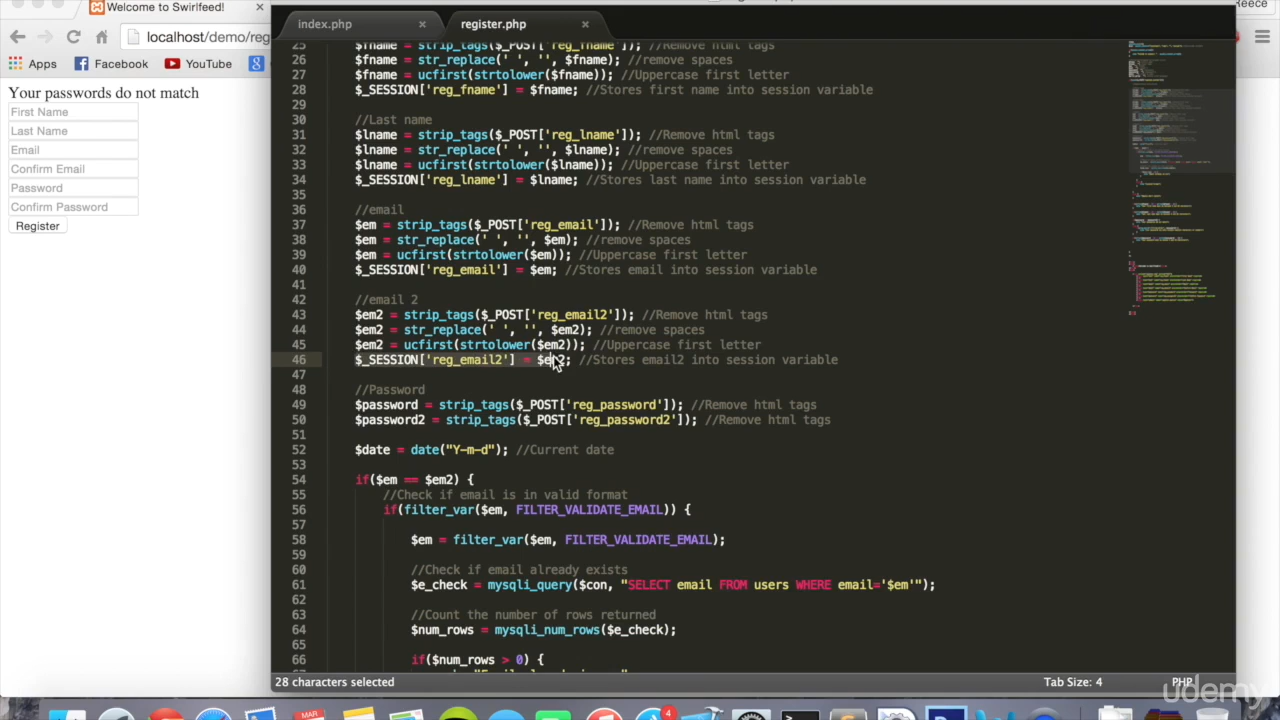 Welcome to Swirlfeed!
Reece
index.php
register.php
localhost/demo/reg
Apps
Facebook
YouTube
Your passwords do not match
First Name
Last Name
Email
Confirm Email
Password
Confirm Password
Register
25 $fname = strip_tags($_POST['reg_fname']); //Remove html tags
26 $fname = str_replace(' ', '', $fname); //remove spaces
27 $fname = ucfirst(strtolower($fname)); //Uppercase first letter
28 $_SESSION['reg_fname'] = $fname; //Stores first name into session variable
29
30 //Last name
31 $lname = strip_tags($_POST['reg_lname']); //Remove html tags
32 $lname = str_replace(' ', '', $lname); //remove spaces
33 $lname = ucfirst(strtolower($lname)); //Uppercase first letter
34 $_SESSION['reg_lname'] = $lname; //Stores last name into session variable
35
36 //email
37 $em = strip_tags($_POST['reg_email']); //Remove html tags
38 $em = str_replace(' ', '', $em); //remove spaces
39 $em = ucfirst(strtolower($em)); //Uppercase first letter
40 $_SESSION['reg_email'] = $em; //Stores email into session variable
41
42 //email 2
43 $em2 = strip_tags($_POST['reg_email2']); //Remove html tags
44 $em2 = str_replace(' ', '', $em2); //remove spaces
45 $em2 = ucfirst(strtolower($em2)); //Uppercase first letter
46 $_SESSION['reg_email2'] = $em2; //Stores email2 into session variable
47
48 //Password
49 $password = strip_tags($_POST['reg_password']); //Remove html tags
50 $password2 = strip_tags($_POST['reg_password2']); //Remove html tags
51
52 $date = date("Y-m-d"); //Current date
53
54 if($em == $em2) {
55 //Check if email is in valid format
56 if(filter_var($em, FILTER_VALIDATE_EMAIL)) {
57
58 $em = filter_var($em, FILTER_VALIDATE_EMAIL);
59
60 //Check if email already exists
61 $e_check = mysqli_query($con, "SELECT email FROM users WHERE email='$em'");
62
63 //Count the number of rows returned
64 $num_rows = mysqli_num_rows($e_check);
65
66 if($num_rows > 0) {
28 characters selected
Tab Size: 4
PHP
udemy
MAR
4